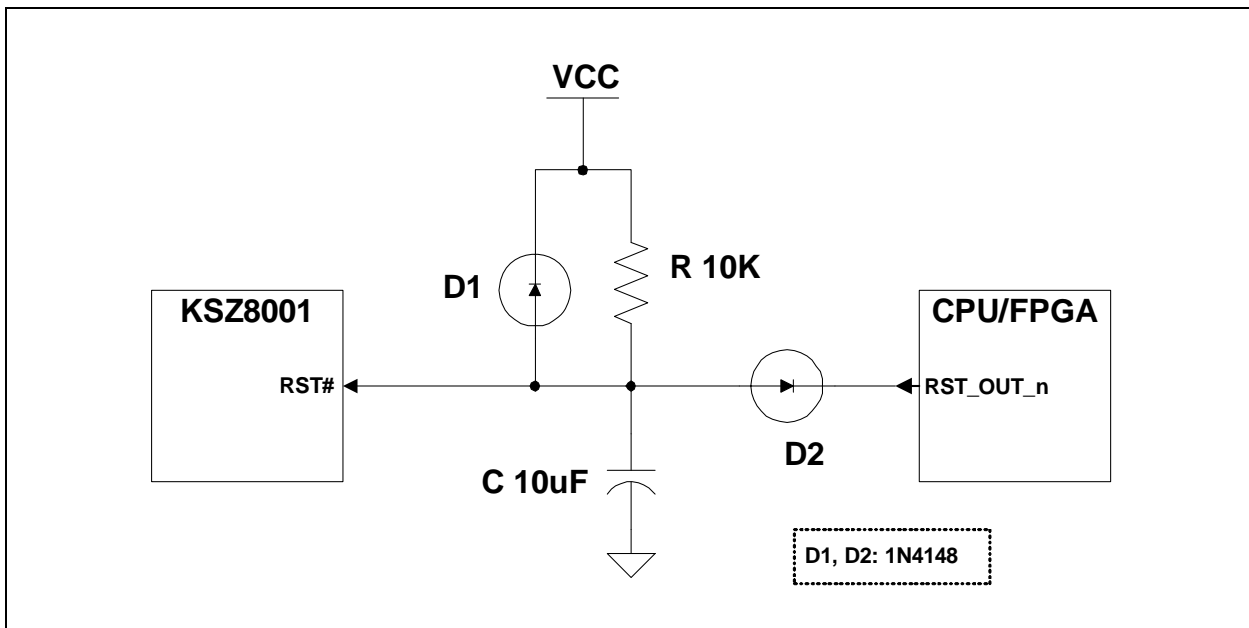 VCC
D1
R 10K
KSZ8001
CPU/FPGA
RST#
RST_OUT_n
D2
C 10uF
D1, D2: 1N4148